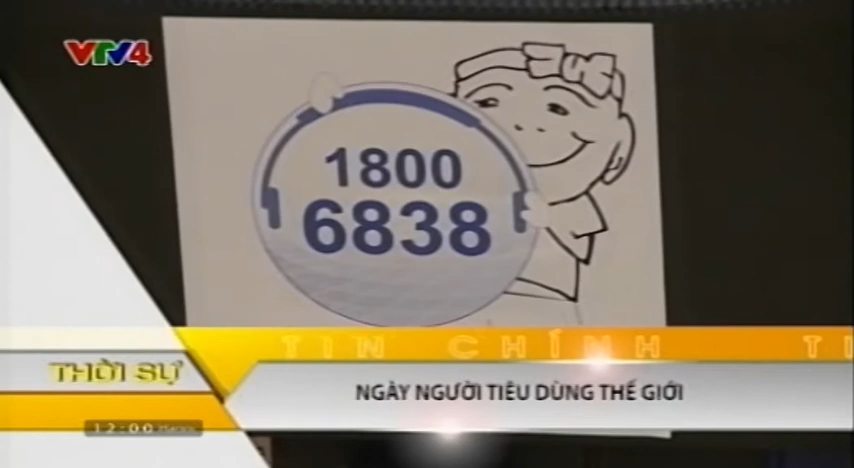 VTV4
1800
6838
TIN CHÍNH
THỜI SỰ
NGÀY NGƯỜI TIÊU DÙNG THẾ GIỚI
12:00